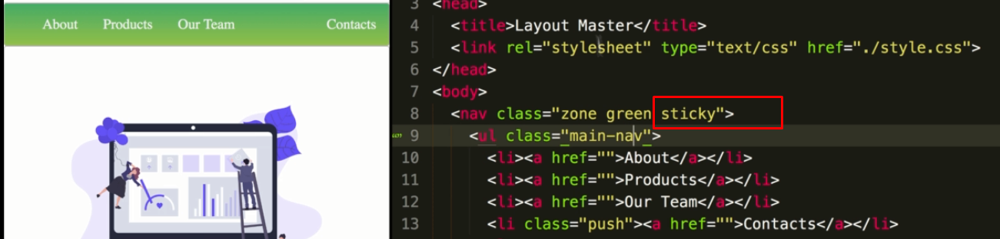 About Products Our Team Contacts
3 <head>
4 <title>Layout Master</title>
5 <link rel="stylesheet" type="text/css" href="./style.css">
6 </head>
7 <body>
8 <nav class="zone green sticky">
9 <ul class="main-nav">
10 <li><a href="">About</a></li>
11 <li><a href="">Products</a></li>
12 <li><a href="">Our Team</a></li>
13 <li class="push"><a href="">Contacts</a></li>